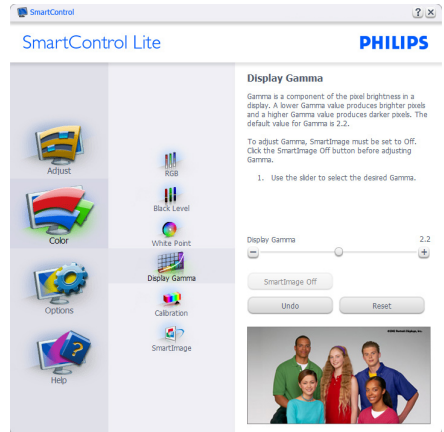 SmartControl
SmartControl Lite
PHILIPS
Adjust
Color
Options
Help
RGB
Black Level
White Point
Display Gamma
Calibration
SmartImage
Display Gamma
Gamma is a component of the pixel brightness in a
display. A lower Gamma value produces brighter pixels
and a higher Gamma value produces darker pixels. The
default value for Gamma is 2.2.
To adjust Gamma, SmartImage must be set to Off.
Click the SmartImage Off button before adjusting
Gamma.
1. Use the slider to select the desired Gamma.
Display Gamma 2.2
SmartImage Off
Undo Reset